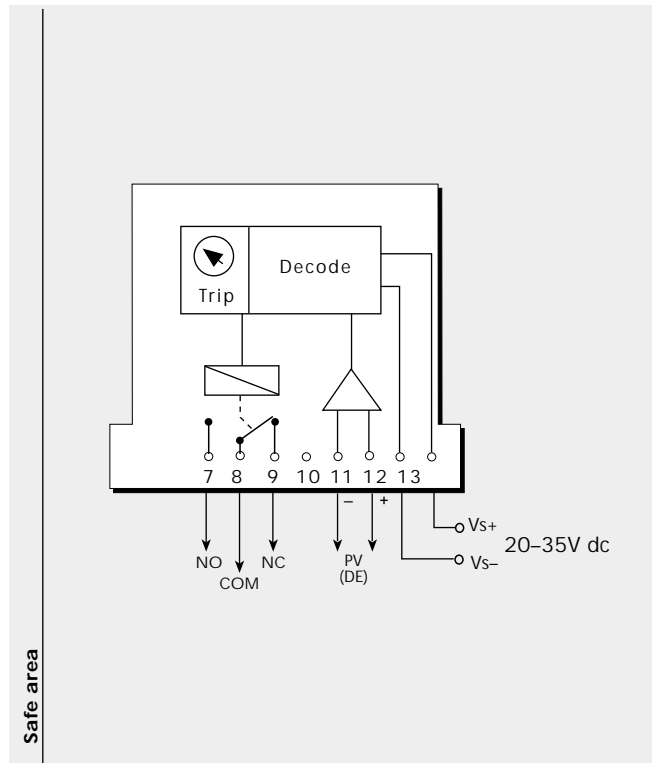 Decode
Trip
7 8 9 10 11 12 13
– +
Vs+
20–35V dc
NO NC PV Vs–
(DE)
COM
Safe area